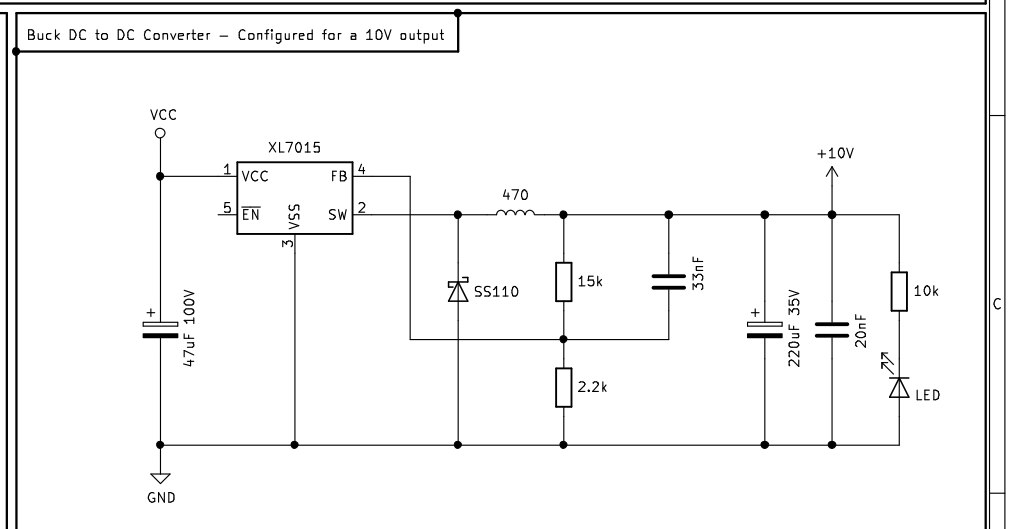 Buck DC to DC Converter – Configured for a 10V output
VCC
XL7015
1
VCC
FB
4
5
EN
SW
2
VSS
3
470
+10V
47uF 100V
+
SS110
15k
33nF
2.2k
+
220uF 35V
20nF
10k
LED
GND
C